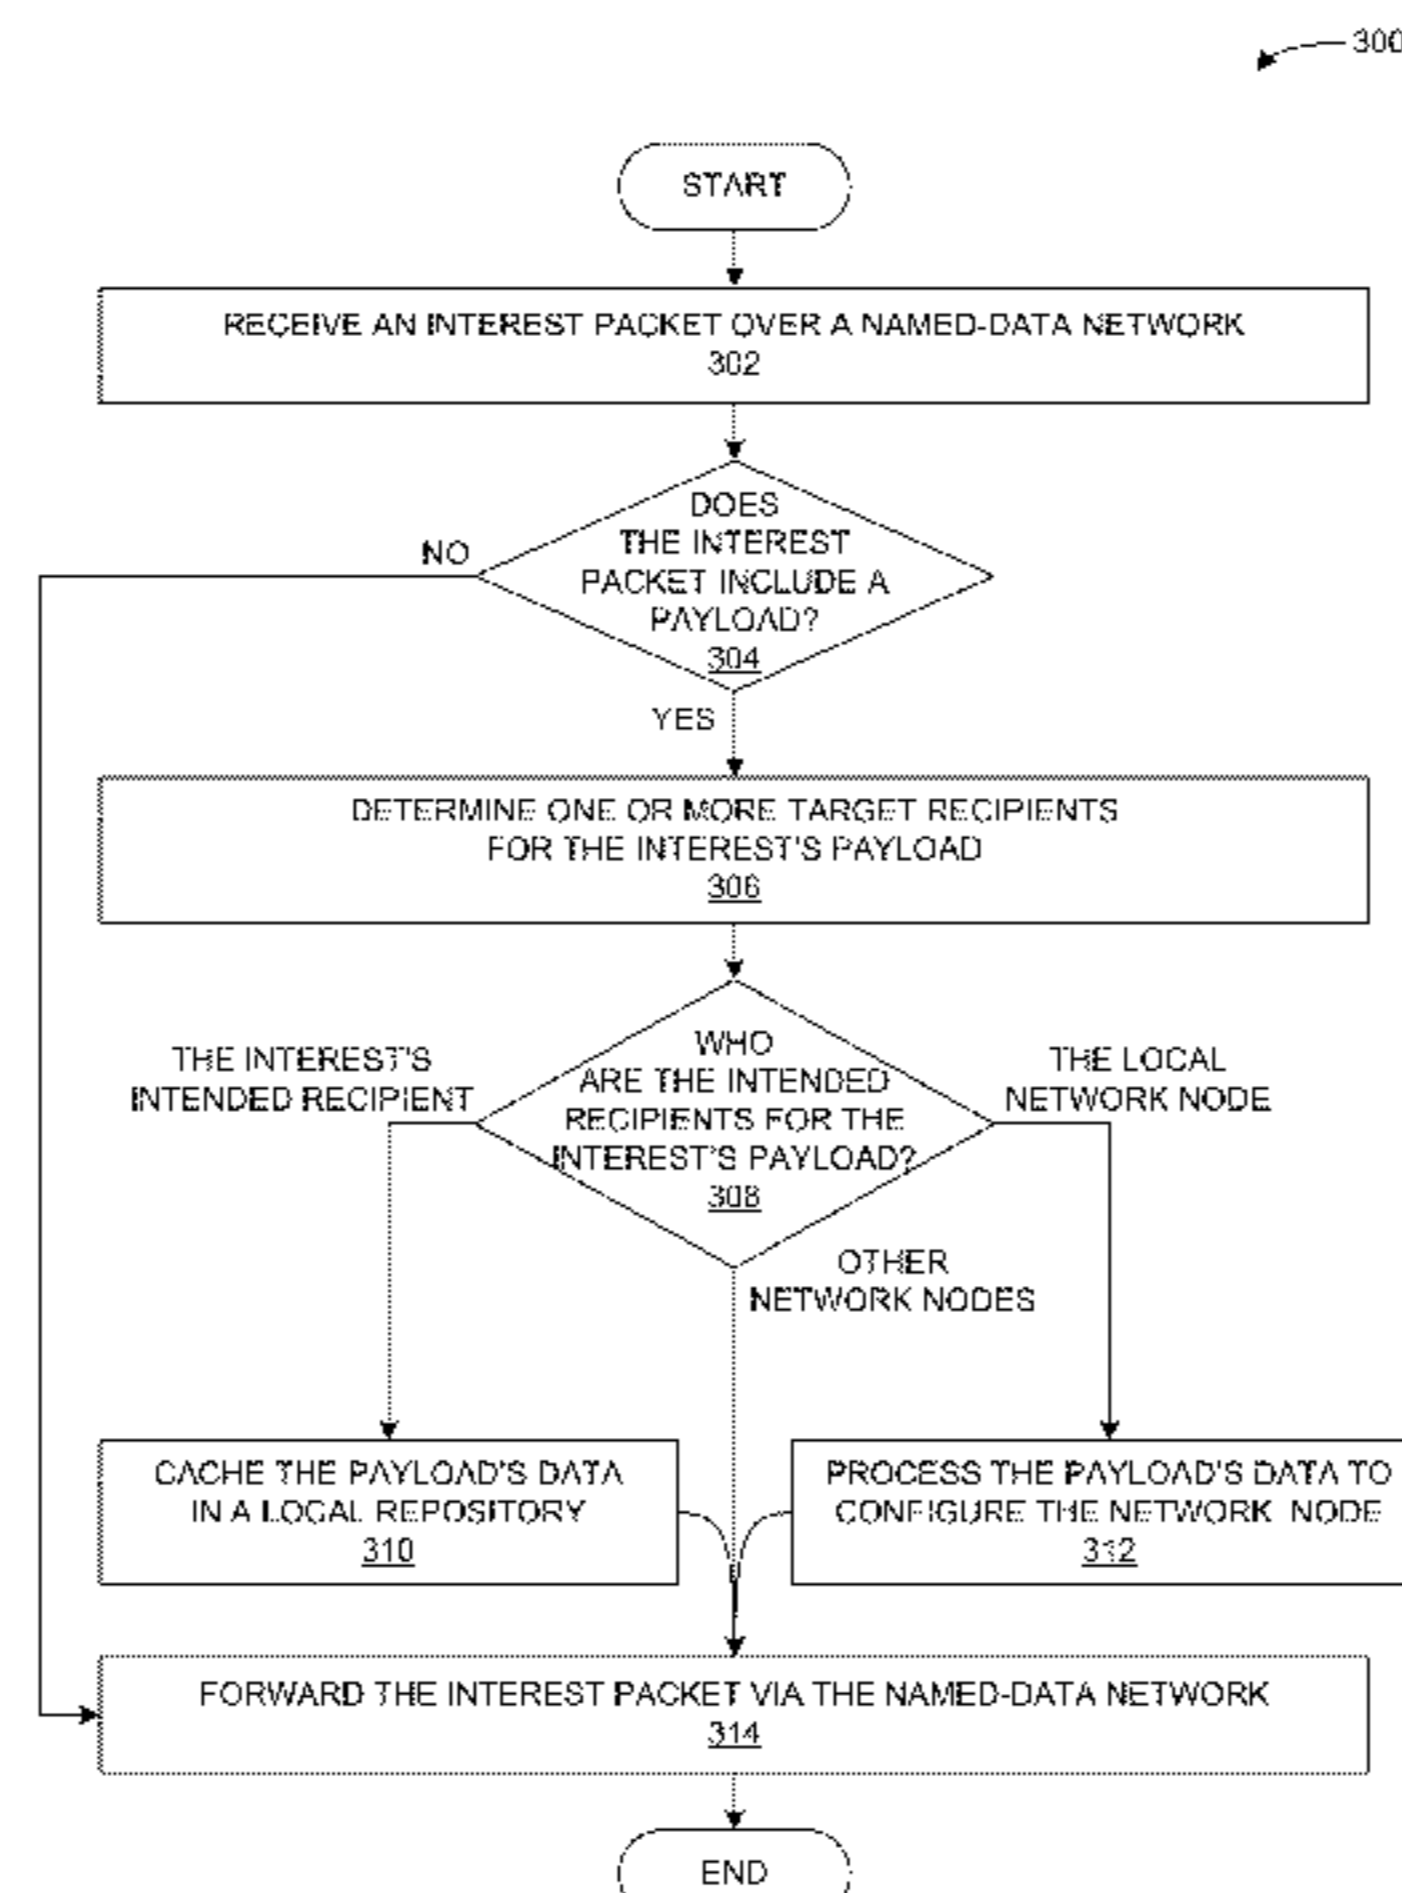 300
START
RECEIVE AN INTEREST PACKET OVER A NAMED-DATA NETWORK
302
DOES
THE INTEREST
PACKET INCLUDE A
PAYLOAD?
304
NO
YES
DETERMINE ONE OR MORE TARGET RECIPIENTS
FOR THE INTEREST'S PAYLOAD
306
WHO
ARE THE INTENDED
RECIPIENTS FOR THE
INTEREST'S PAYLOAD?
308
THE INTEREST'S
INTENDED RECIPIENT
THE LOCAL
NETWORK NODE
OTHER
NETWORK NODES
CACHE THE PAYLOAD'S DATA
IN A LOCAL REPOSITORY
310
PROCESS THE PAYLOAD'S DATA TO
CONFIGURE THE NETWORK NODE
312
FORWARD THE INTEREST PACKET VIA THE NAMED-DATA NETWORK
314
END